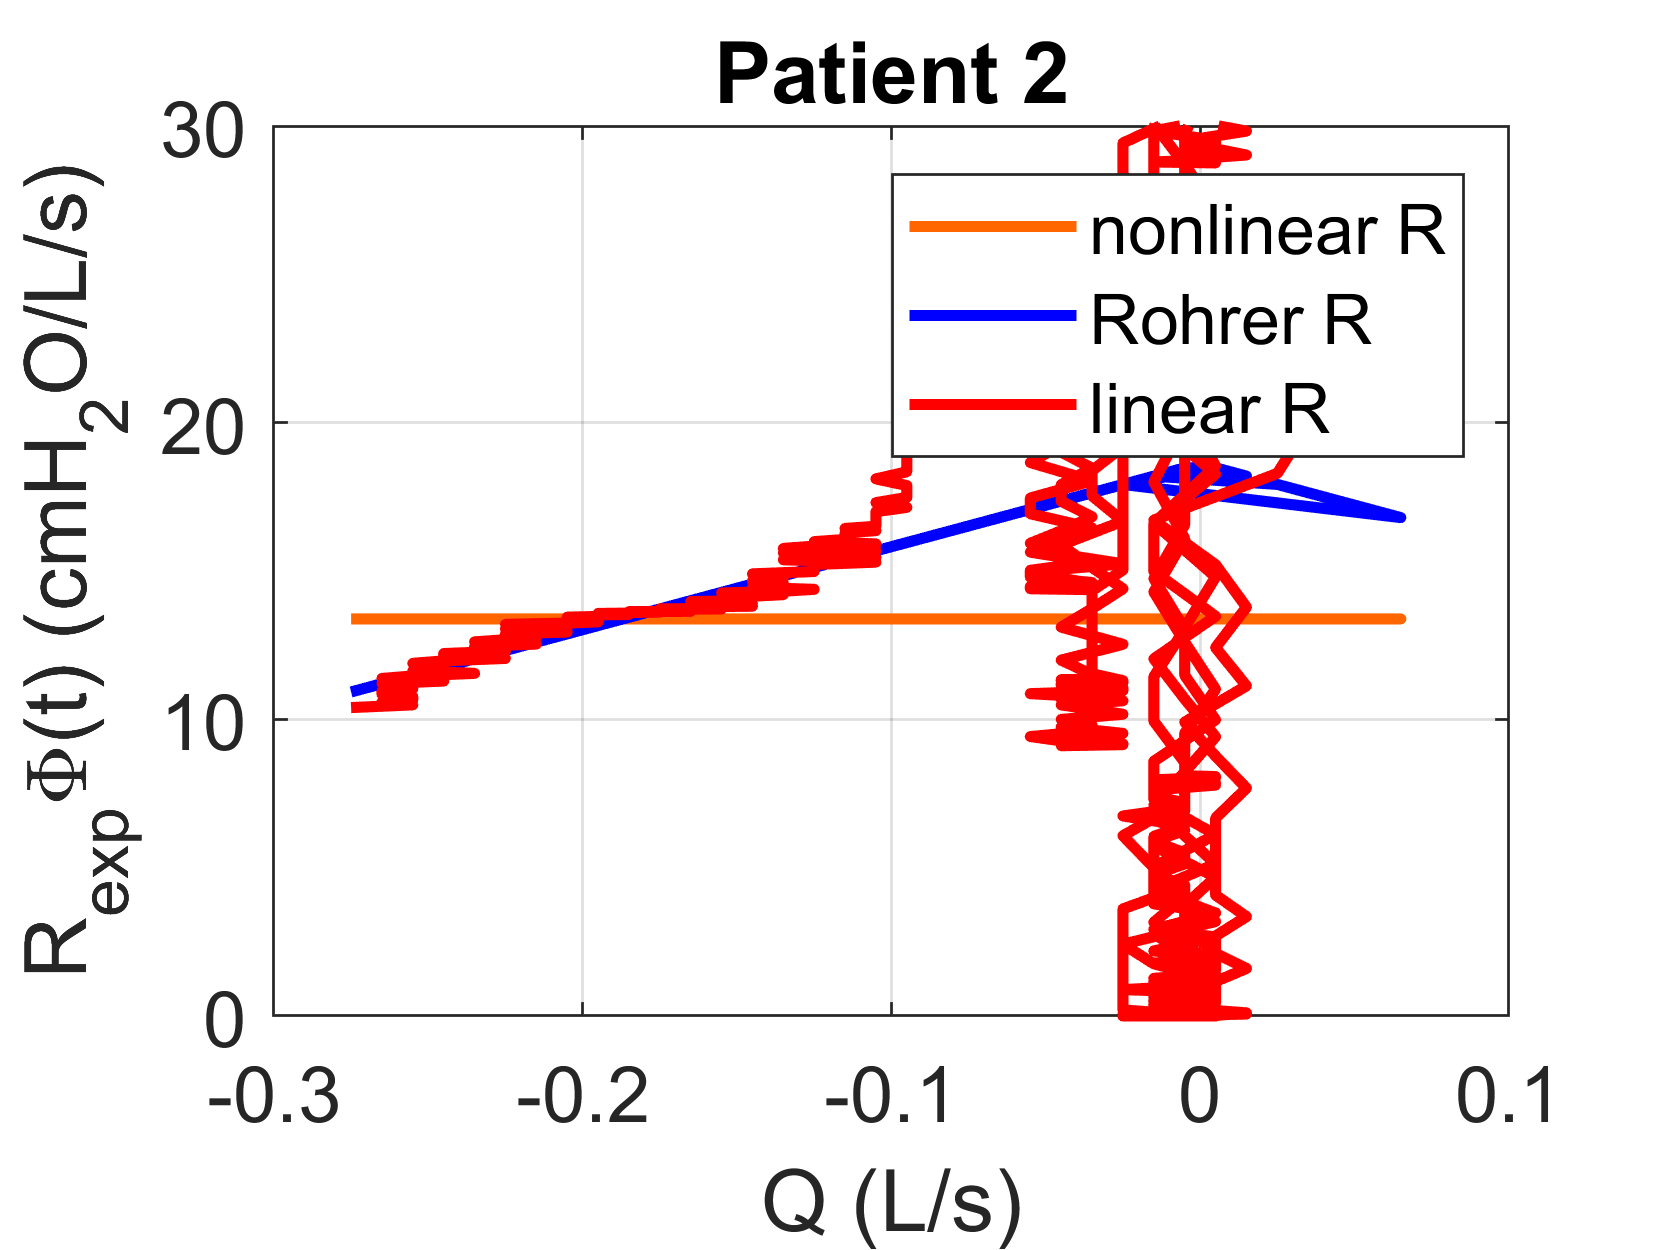 Patient 2
R_expΦ(t) (cmH_2O/L/s)
30
20
10
0
nonlinear R
Rohrer R
linear R
-0.3
-0.2
-0.1
0
0.1
Q (L/s)